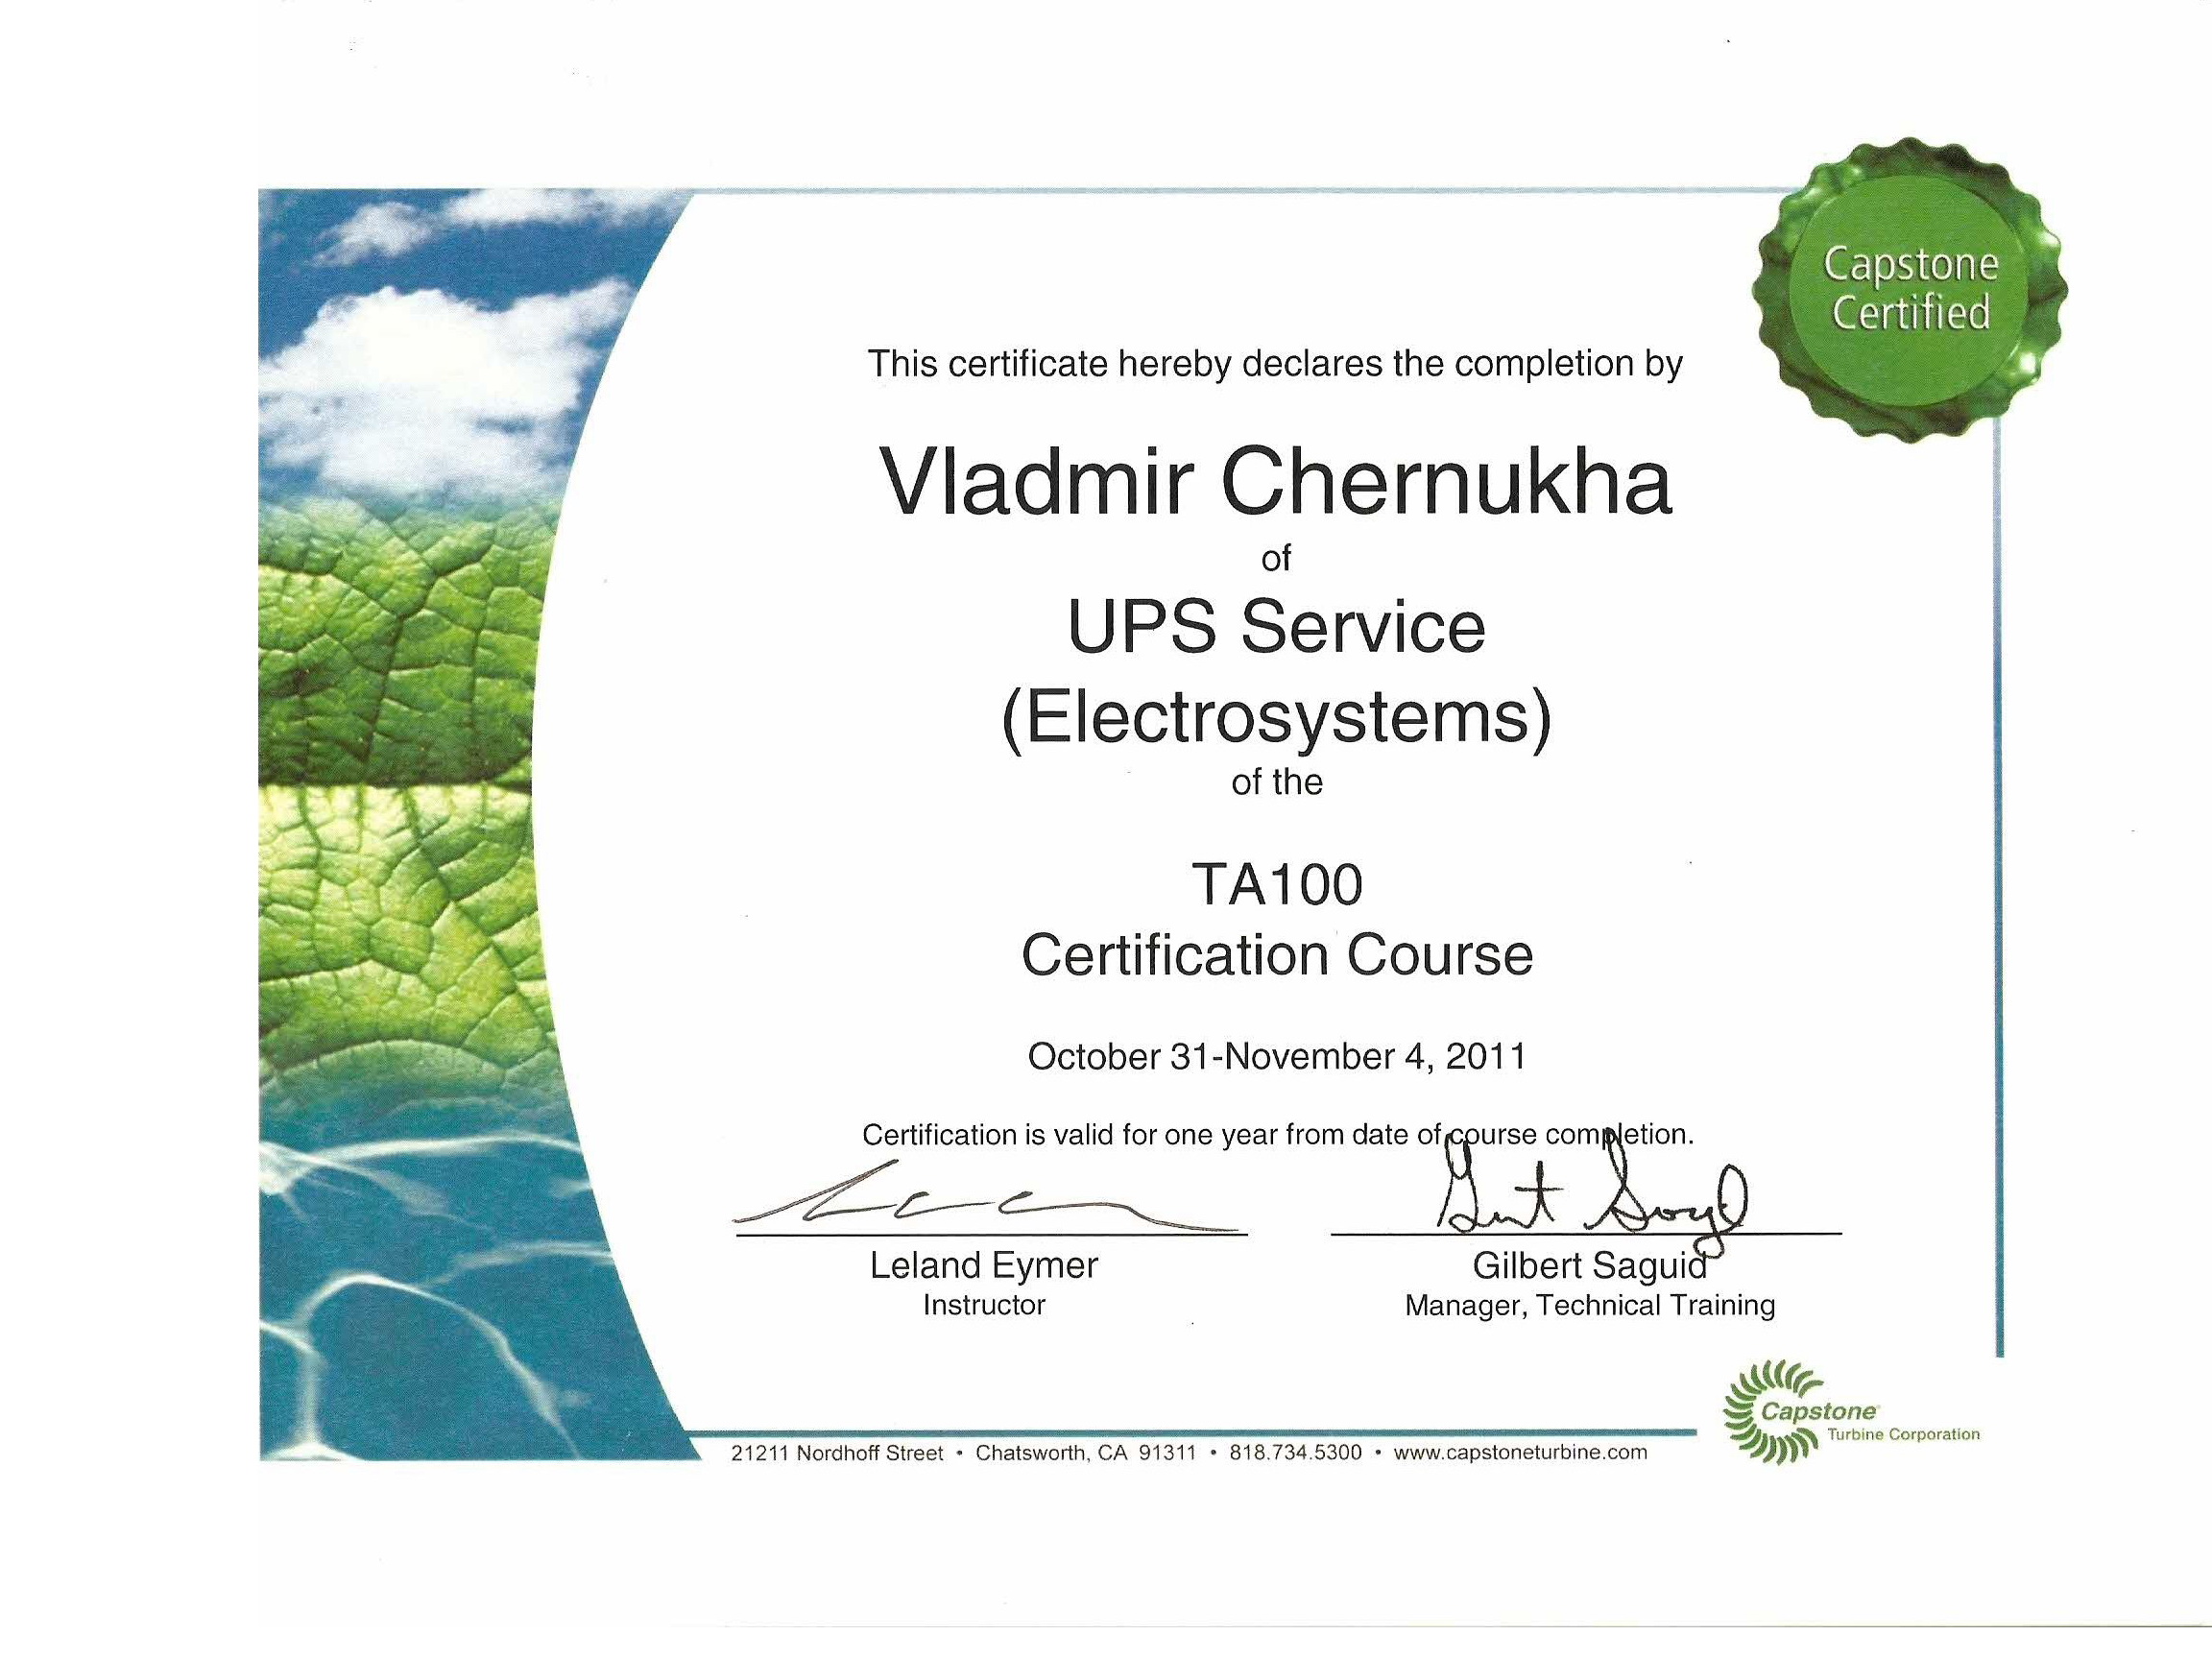 Capstone
Certified
This certificate hereby declares the completion by
Vladmir Chernukha
of
UPS Service
(Electrosystems)
of the
TA100
Certification Course
October 31-November 4, 2011
Certification is valid for one year from date of course completion.
Leland Eymer
Instructor
Gilbert Saguid
Manager, Technical Training
Capstone
Turbine Corporation
21211 Nordhoff Street • Chatsworth, CA 91311 • 818.734.5300 • www.capstoneturbine.com